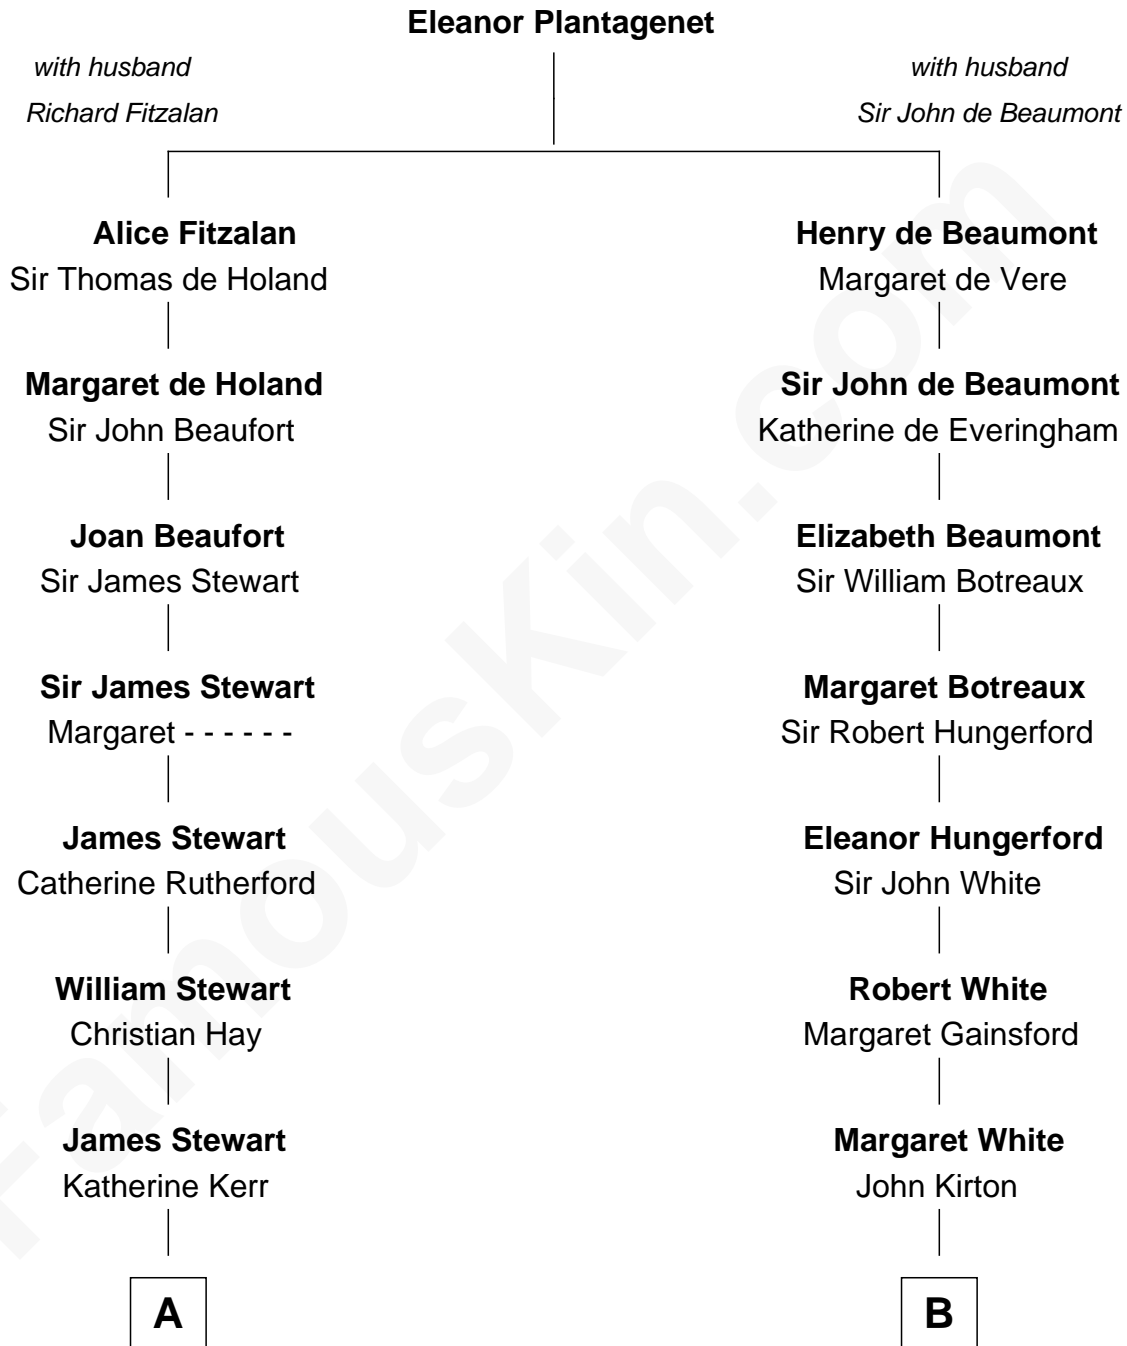 Eleanor Plantagenet
with husband
Richard Fitzalan
with husband
Sir John de Beaumont
Alice Fitzalan
Sir Thomas de Holand
Henry de Beaumont
Margaret de Vere
Margaret de Holand
Sir John Beaufort
Sir John de Beaumont
Katherine de Everingham
Joan Beaufort
Sir James Stewart
Elizabeth Beaumont
Sir William Botreaux
Sir James Stewart
Margaret - - - - - -
Margaret Botreaux
Sir Robert Hungerford
James Stewart
Catherine Rutherford
Eleanor Hungerford
Sir John White
William Stewart
Christian Hay
Robert White
Margaret Gainsford
James Stewart
Katherine Kerr
Margaret White
John Kirton
A
B
FamousKin.com